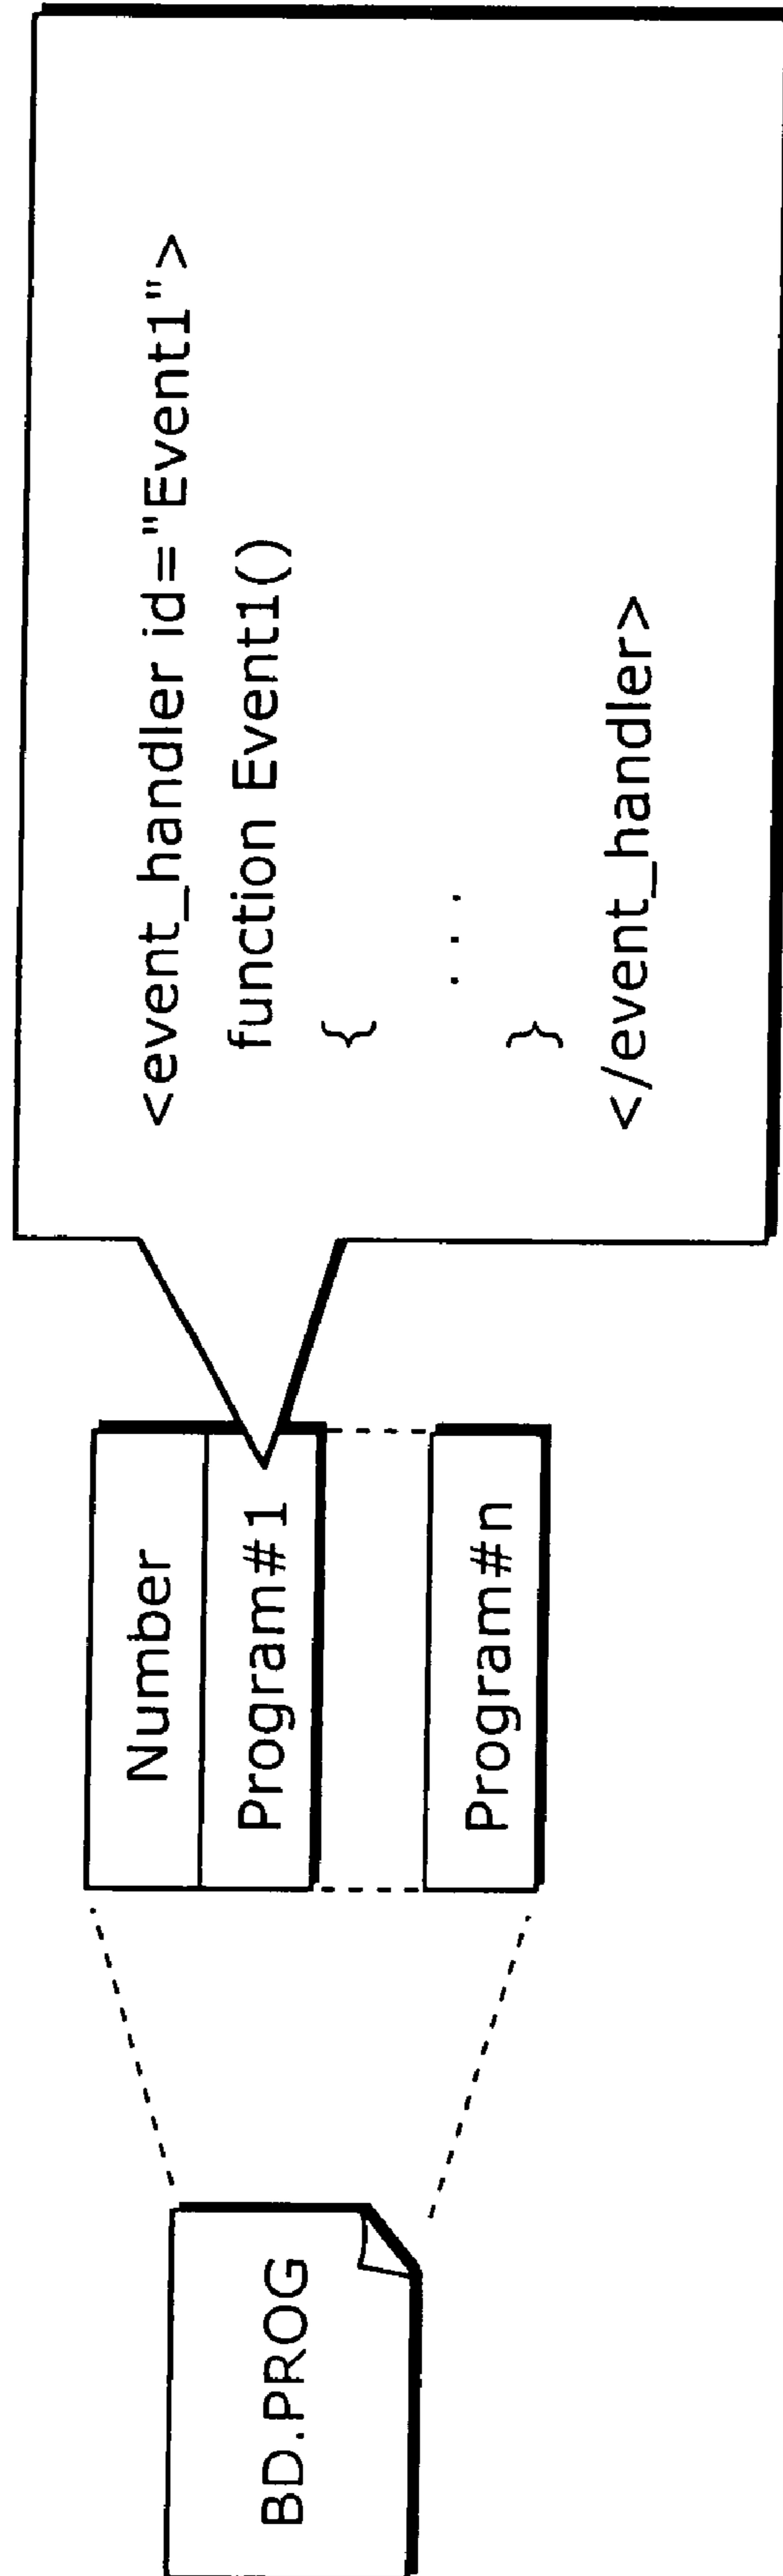 BD.PROG
Number
Program#1
Program#n
<event_handler id="Event1">
function Event1()
{
...
}
</event_handler>